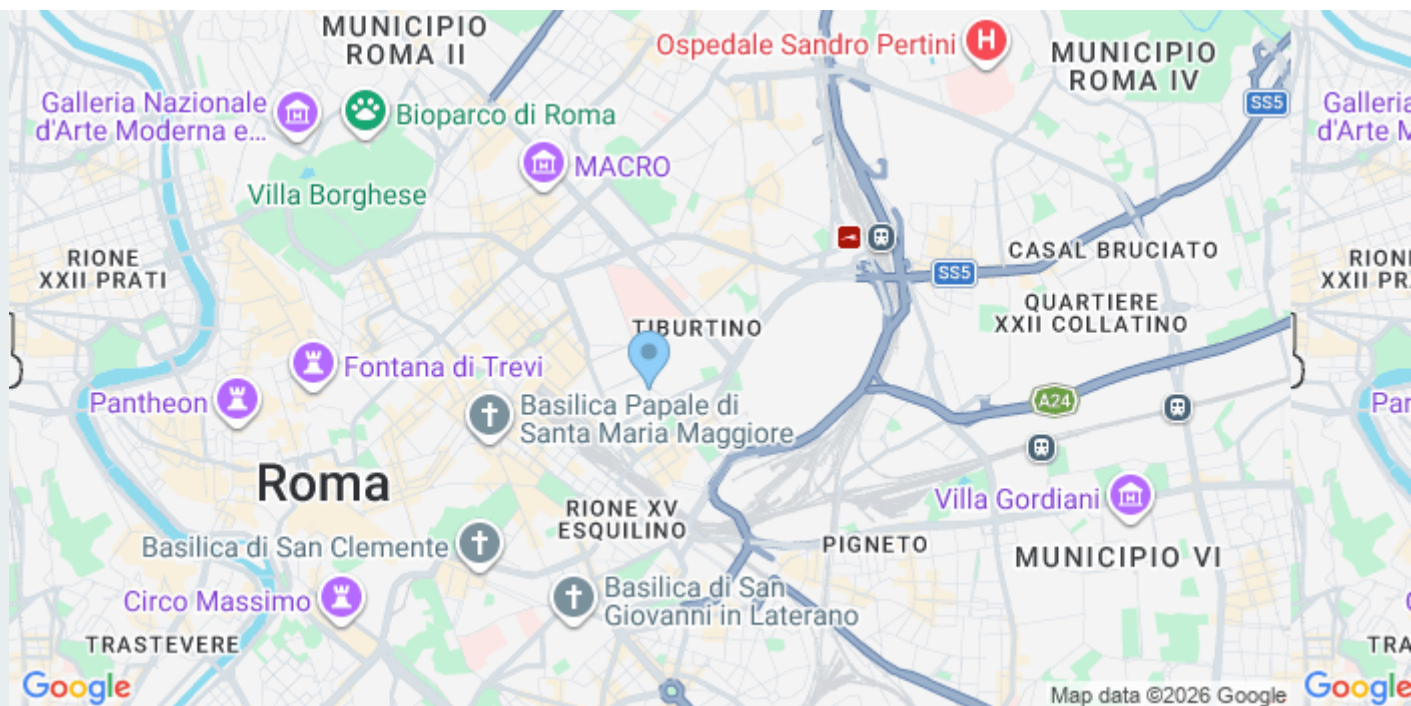 MUNICIPIO
ROMA II
Ospedale Sandro Pertini
H
MUNICIPIO
ROMA IV
SS5
Galleria Nazionale
d'Arte Moderna e...
Bioparco di Roma
MACRO
Villa Borghese
RIONE
XXII PRATI
CASAL BRUCIATO
SS5
QUARTIERE
XXII COLLATINO
TIBURTINO
Fontana di Trevi
Pantheon
Basilica Papale di
Santa Maria Maggiore
A24
Roma
Villa Gordiani
RIONE XV
ESQUILINO
Basilica di San Clemente
PIGNETO
MUNICIPIO VI
Circo Massimo
Basilica di San
Giovanni in Laterano
TRASTEVERE
Google
Map data ©2026 Google
Galleria
d'Arte M
RION
XXII PR
Par
TRA
Google